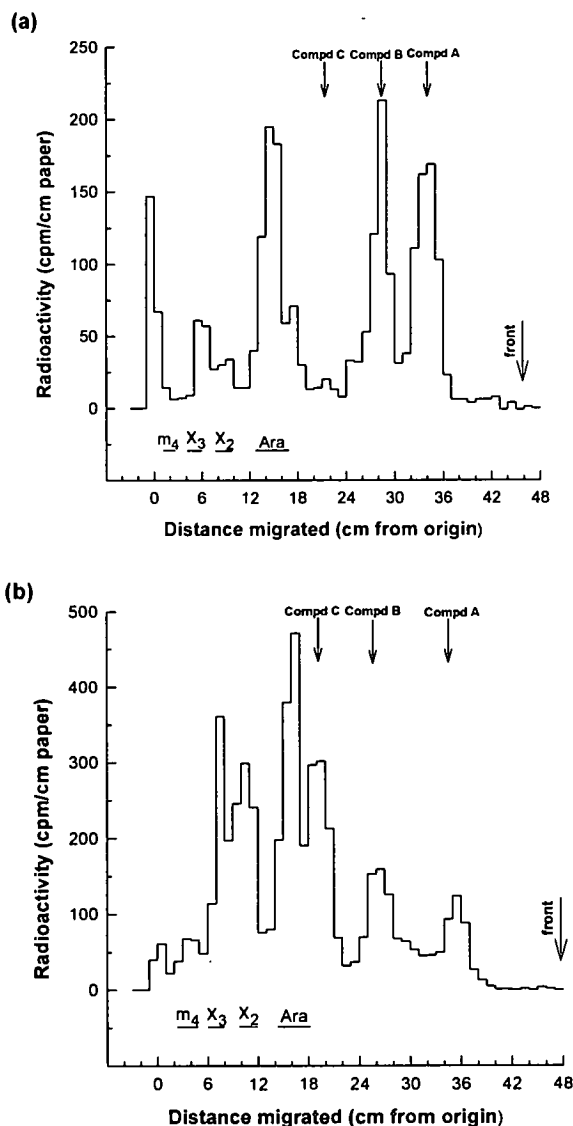 (a)
Compd C Compd B Compd A
250
200
150
100
50
0
Radioactivity (cpm/cm paper)
front
m4 X3 X2 Ara
0 6 12 18 24 30 36 42 48
Distance migrated (cm from origin)
(b)
Compd C Compd B Compd A
500
400
300
200
100
0
Radioactivity (cpm/cm paper)
front
m4 X3 X2 Ara
0 6 12 18 24 30 36 42 48
Distance migrated (cm from origin)